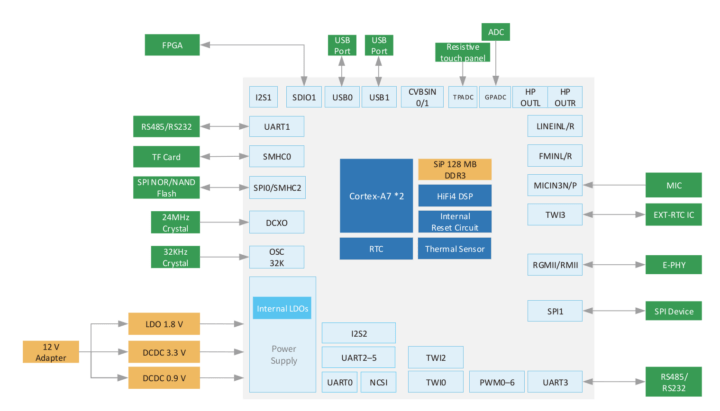 FPGA
USB
Port
USB
Port
ADC
Resistive
touch panel
I2S1
SDIO1
USB0
USB1
CVBSIN
0/1
TPADC
GPADC
HP
OUTL
HP
OUTR
RS485/RS232
UART1
LINEINL/R
TF Card
SMHC0
FMINL/R
SPI NOR/NAND
Flash
SPI0/SMHC2
Cortex-A7 *2
SiP 128 MB
DDR3
HiFi4 DSP
Internal
Reset Circuit
RTC
Thermal Sensor
MICIN3N/P
MIC
24MHz
Crystal
DCXO
TWI3
EXT-RTC IC
32KHz
Crystal
OSC
32K
RGMII/RMII
E-PHY
Internal LDOs
SPI1
SPI Device
12 V
Adapter
LDO 1.8 V
DCDC 3.3 V
DCDC 0.9 V
Power
Supply
I2S2
UART2–5
TWI2
UART0
NCSI
TWI0
PWM0–6
UART3
RS485/
RS232